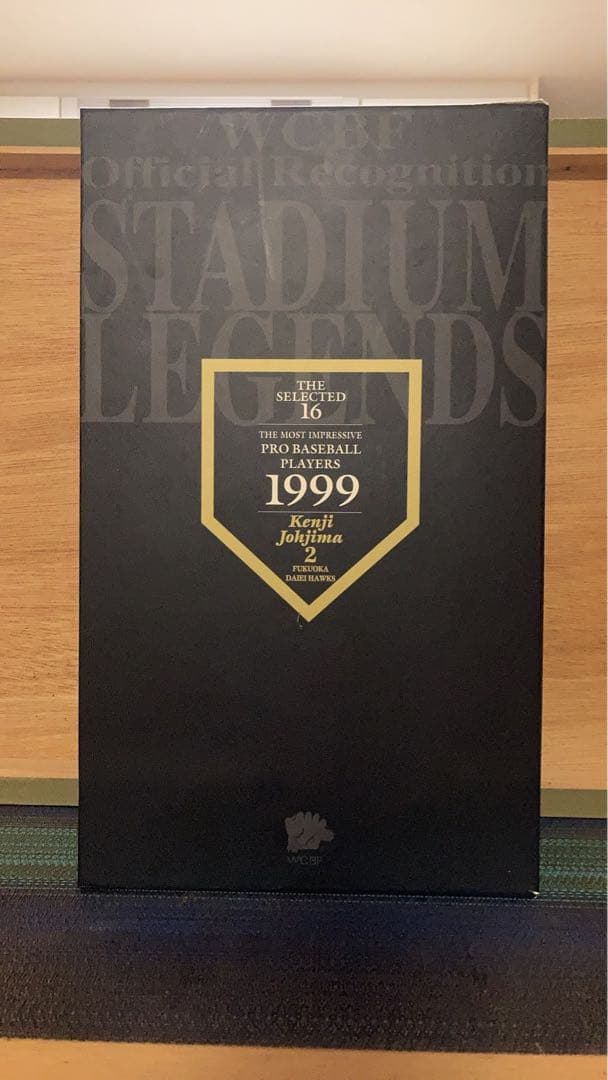 WCBF
Official Recognition
STADIUM
LEGENDS
THE
SELECTED
16
THE MOST IMPRESSIVE
PRO BASEBALL
PLAYERS
1999
Kenji
Johjima
2
FUKUOKA
DAIEI HAWKS
WCBF